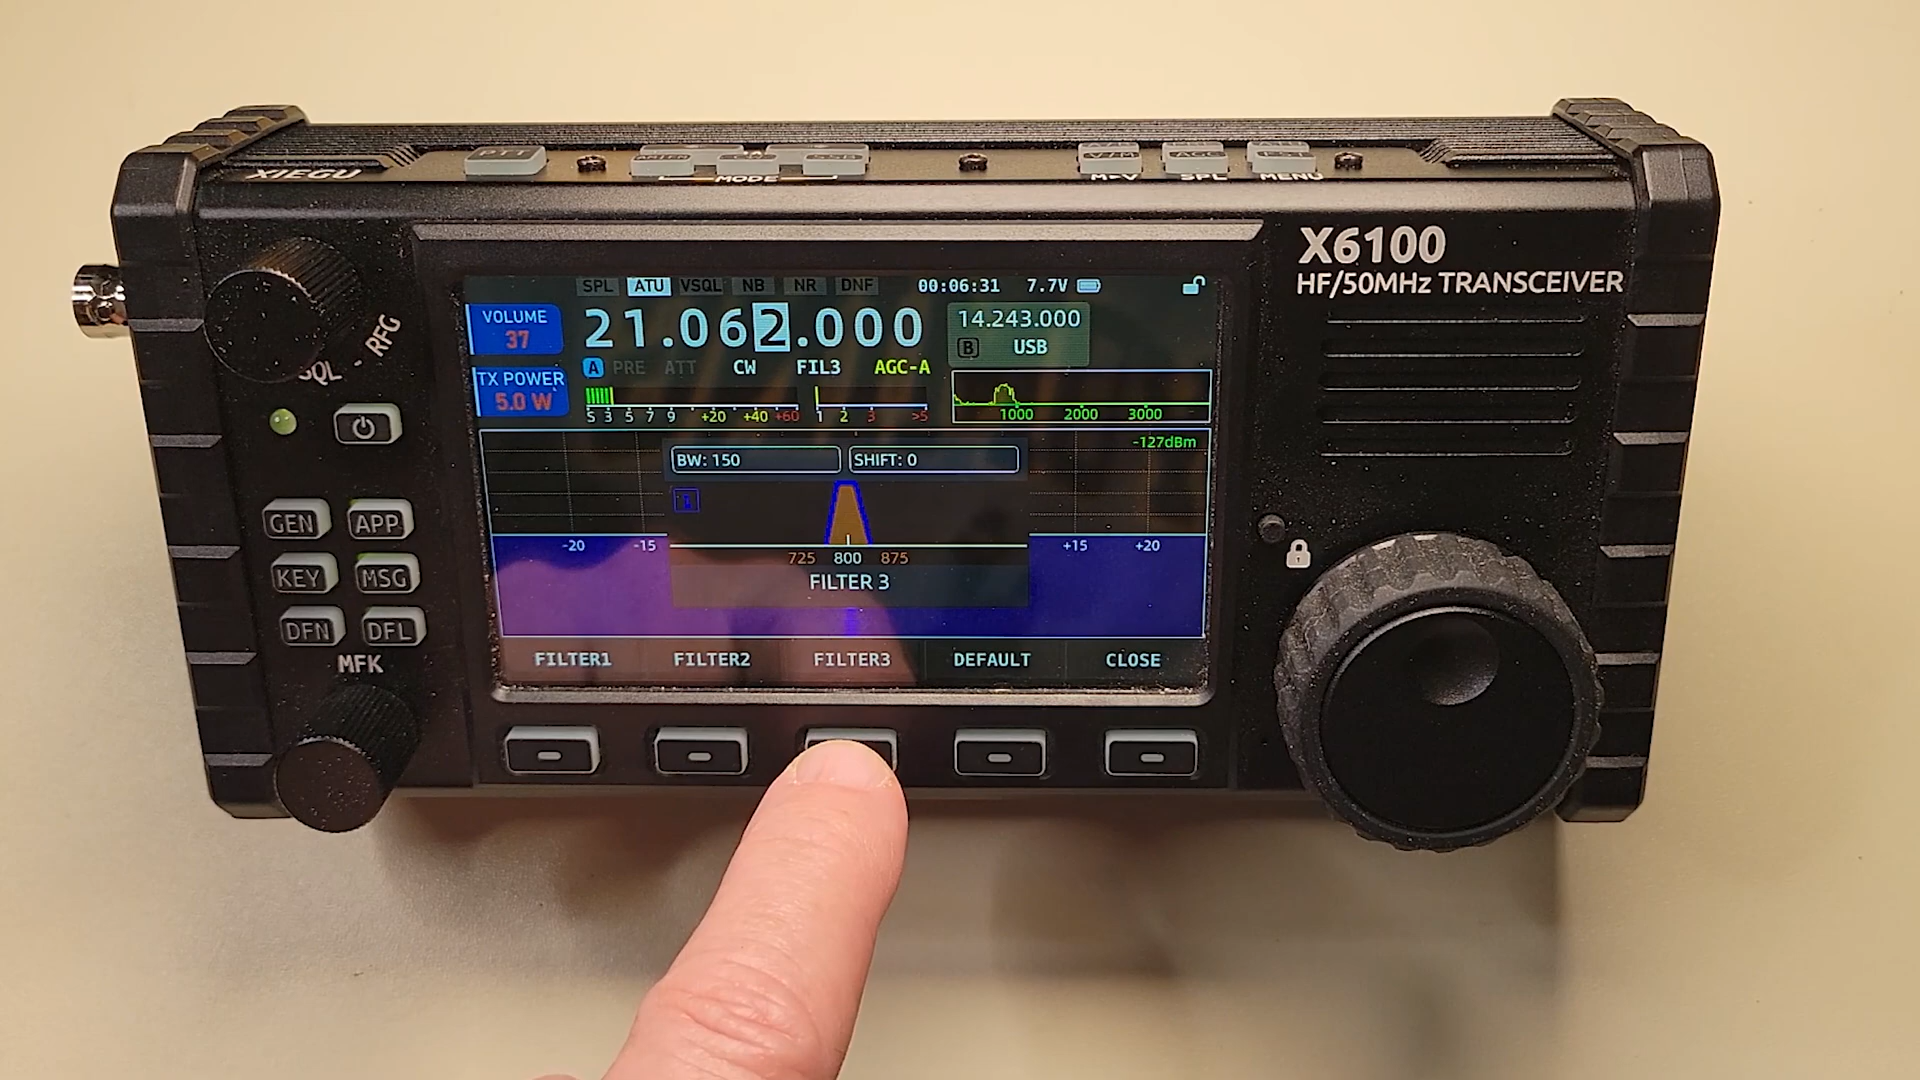 XIEGU
MODE
M▸V SPL MENU
X6100
HF/50MHz TRANSCEIVER
SPL ATU VSQL NB NR DNF 00:06:31 7.7V
VOLUME
37
21.062.000
14.243.000
B USB
A PRE ATT CW FIL3 AGC-A
TX POWER
5.0 W
S 3 5 7 9 +20 +40 +60 1 2 3 >5
1000 2000 3000
-127dBm
BW: 150 SHIFT: 0
1
-20 -15 +15 +20
725 800 875
FILTER 3
FILTER1 FILTER2 FILTER3 DEFAULT CLOSE
SQL - RFG
GEN APP
KEY MSG
DFN DFL
MFK